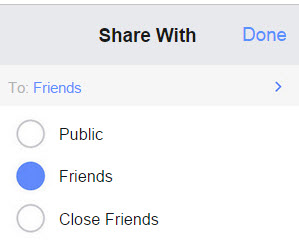 Share With Done
To: Friends
Public
Friends
Close Friends